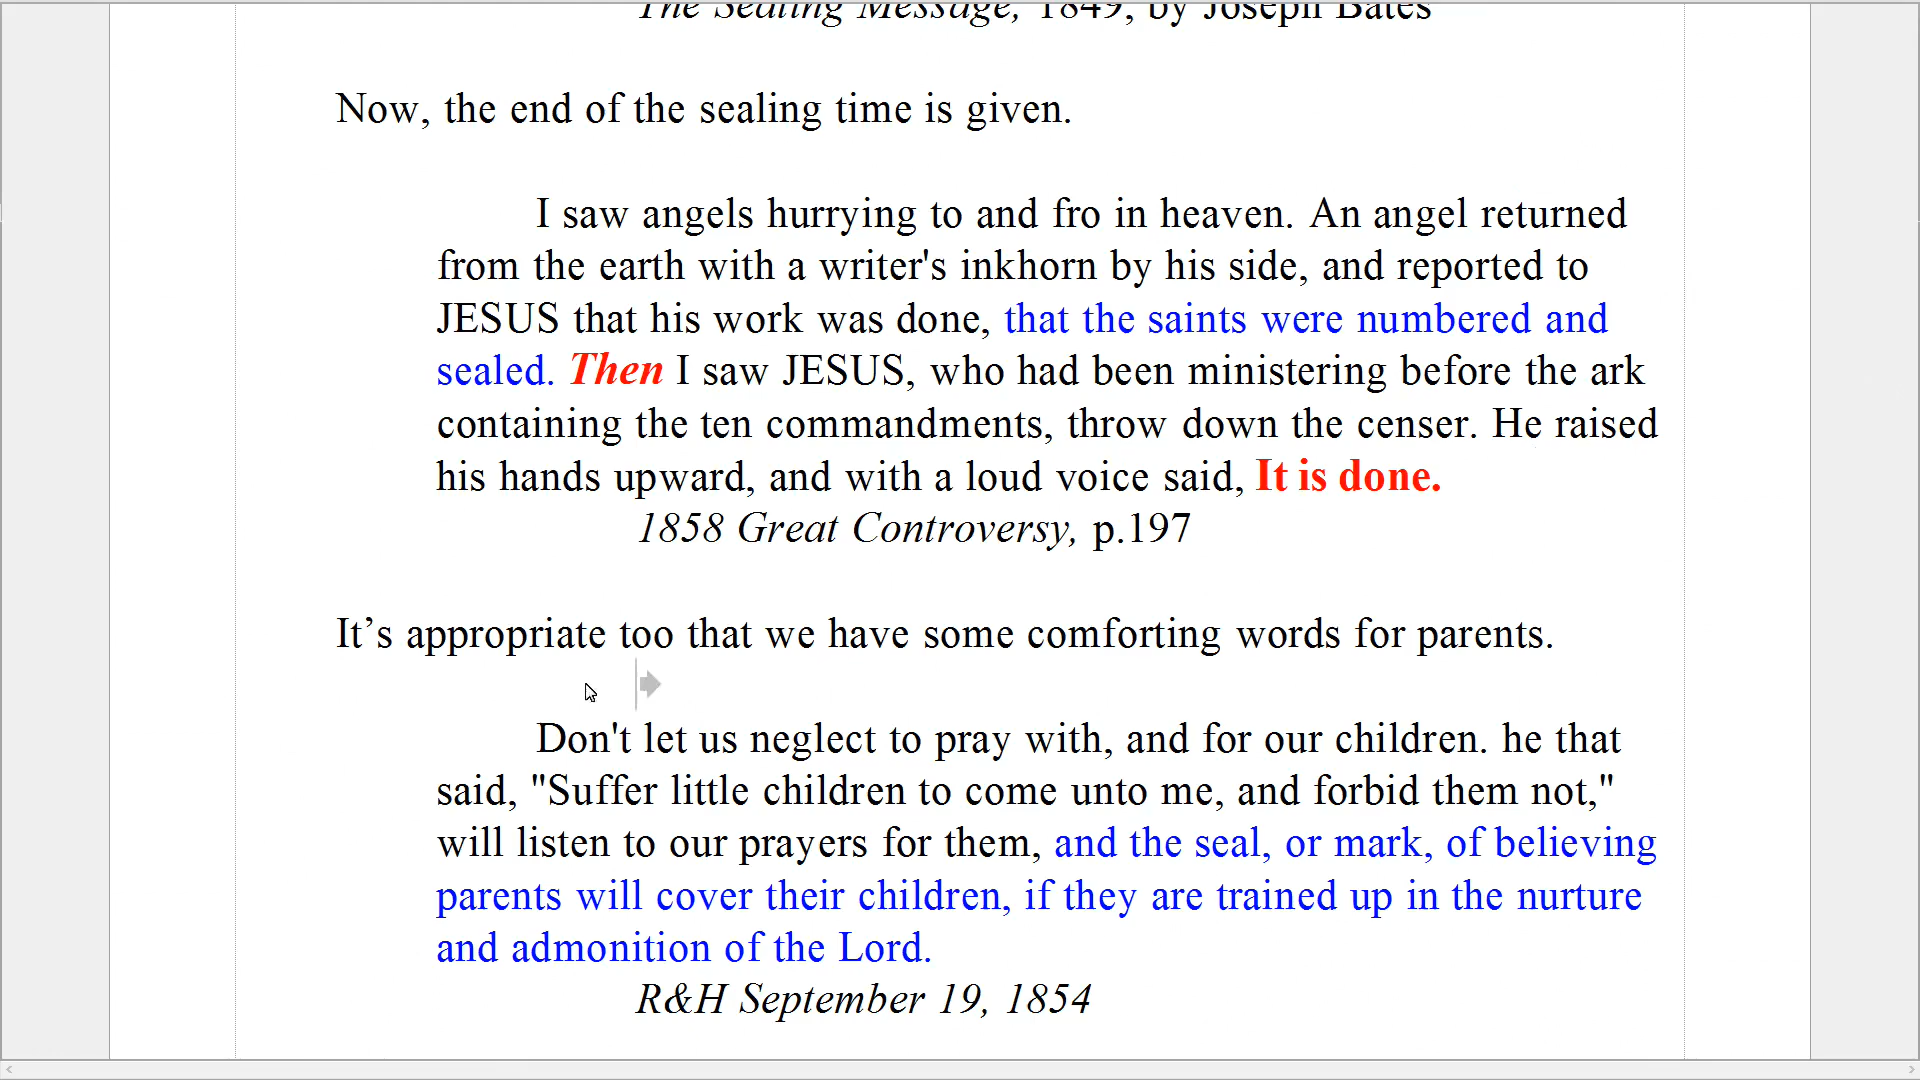 The Sealing Message, 1849, by Joseph Bates
Now, the end of the sealing time is given.
I saw angels hurrying to and fro in heaven. An angel returned
from the earth with a writer's inkhorn by his side, and reported to
JESUS that his work was done, that the saints were numbered and
sealed. Then I saw JESUS, who had been ministering before the ark
containing the ten commandments, throw down the censer. He raised
his hands upward, and with a loud voice said, It is done.
1858 Great Controversy, p.197
It’s appropriate too that we have some comforting words for parents.
Don't let us neglect to pray with, and for our children. he that
said, "Suffer little children to come unto me, and forbid them not,"
will listen to our prayers for them, and the seal, or mark, of believing
parents will cover their children, if they are trained up in the nurture
and admonition of the Lord.
R&H September 19, 1854